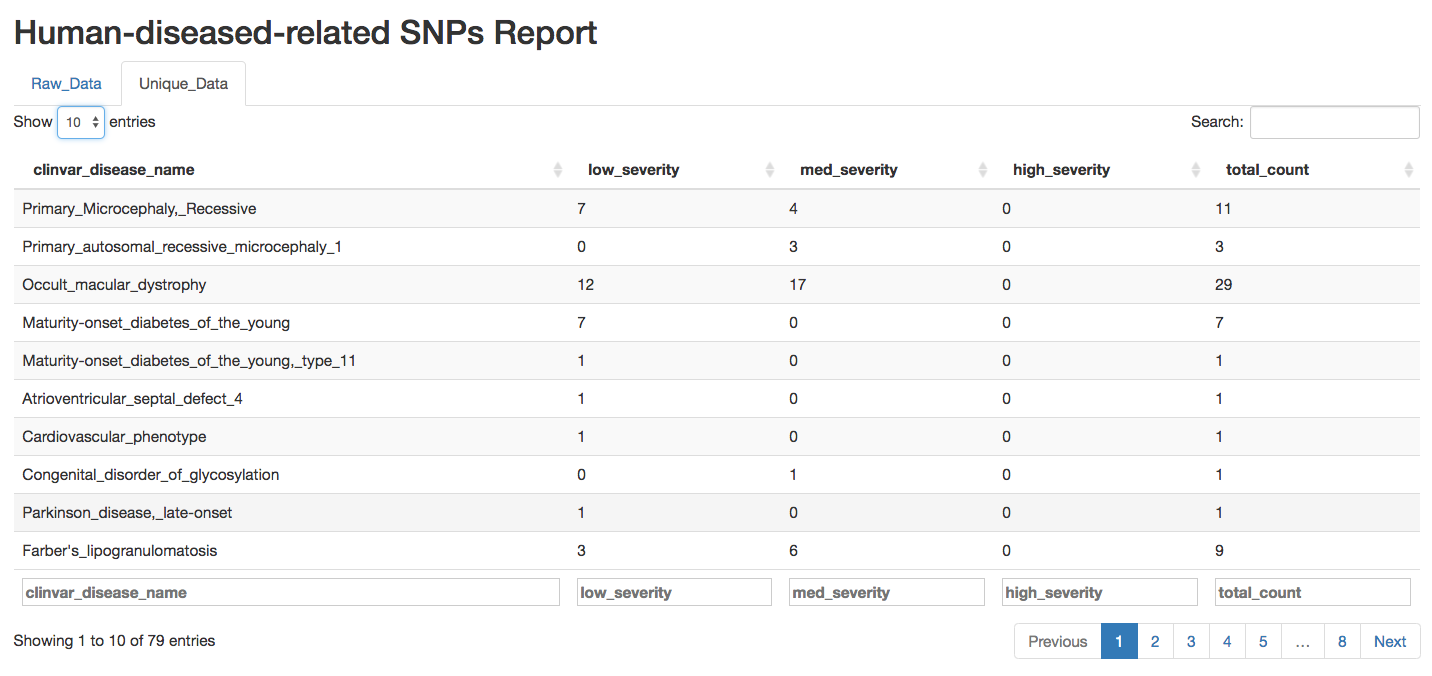 Human-diseased-related SNPs Report
Raw_Data Unique_Data
Show 10 entries Search:
clinvar_disease_name low_severity med_severity high_severity total_count
Primary_Microcephaly,_Recessive 7 4 0 11
Primary_autosomal_recessive_microcephaly_1 0 3 0 3
Occult_macular_dystrophy 12 17 0 29
Maturity-onset_diabetes_of_the_young 7 0 0 7
Maturity-onset_diabetes_of_the_young,_type_11 1 0 0 1
Atrioventricular_septal_defect_4 1 0 0 1
Cardiovascular_phenotype 1 0 0 1
Congenital_disorder_of_glycosylation 0 1 0 1
Parkinson_disease,_late-onset 1 0 0 1
Farber's_lipogranulomatosis 3 6 0 9
clinvar_disease_name low_severity med_severity high_severity total_count
Showing 1 to 10 of 79 entries Previous 1 2 3 4 5 ... 8 Next